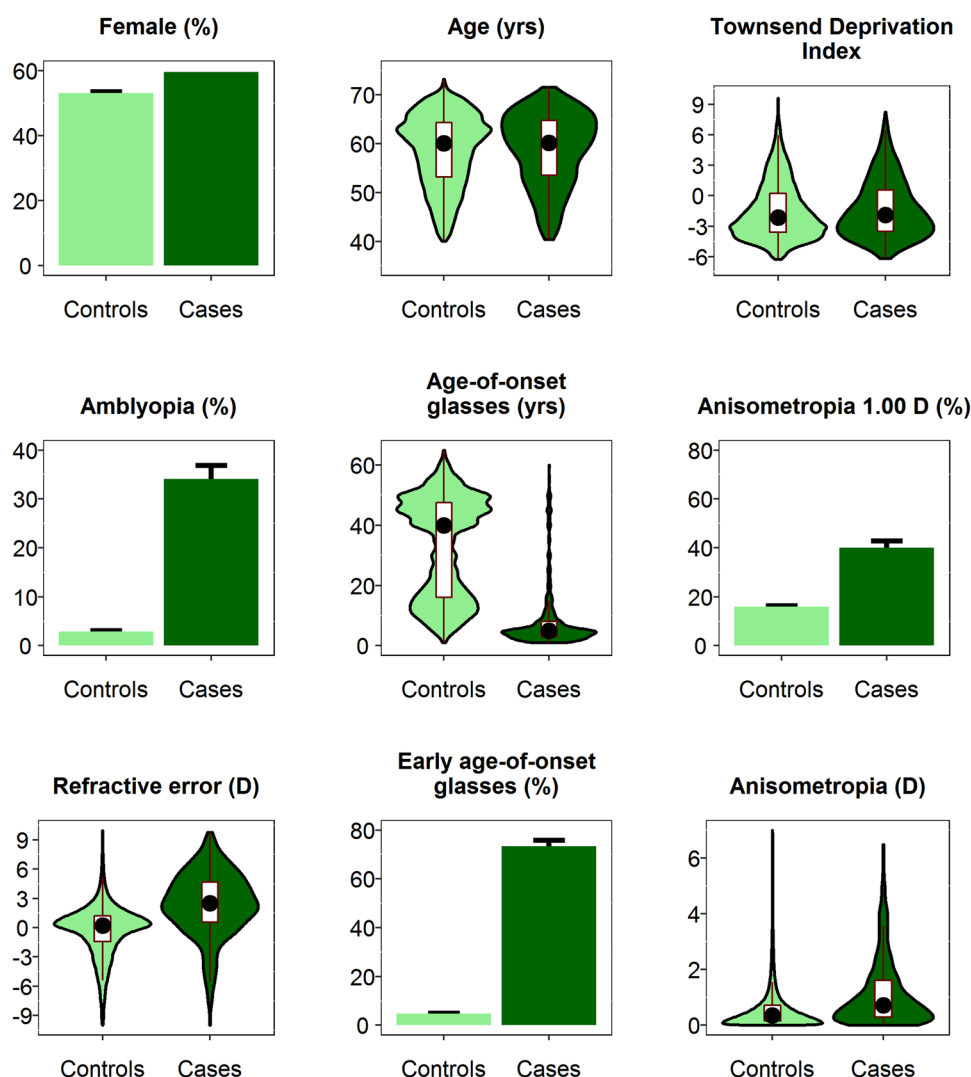 Female (%)
60
40
20
0
Controls Cases
Age (yrs)
70
60
50
40
Controls Cases
Townsend Deprivation
Index
9
6
3
0
-3
-6
Controls Cases
Amblyopia (%)
40
30
20
10
0
Controls Cases
Age-of-onset
glasses (yrs)
60
40
20
0
Controls Cases
Anisometropia 1.00 D (%)
80
60
40
20
0
Controls Cases
Refractive error (D)
9
6
3
0
-3
-6
-9
Controls Cases
Early age-of-onset
glasses (%)
80
60
40
20
0
Controls Cases
Anisometropia (D)
6
4
2
0
Controls Cases